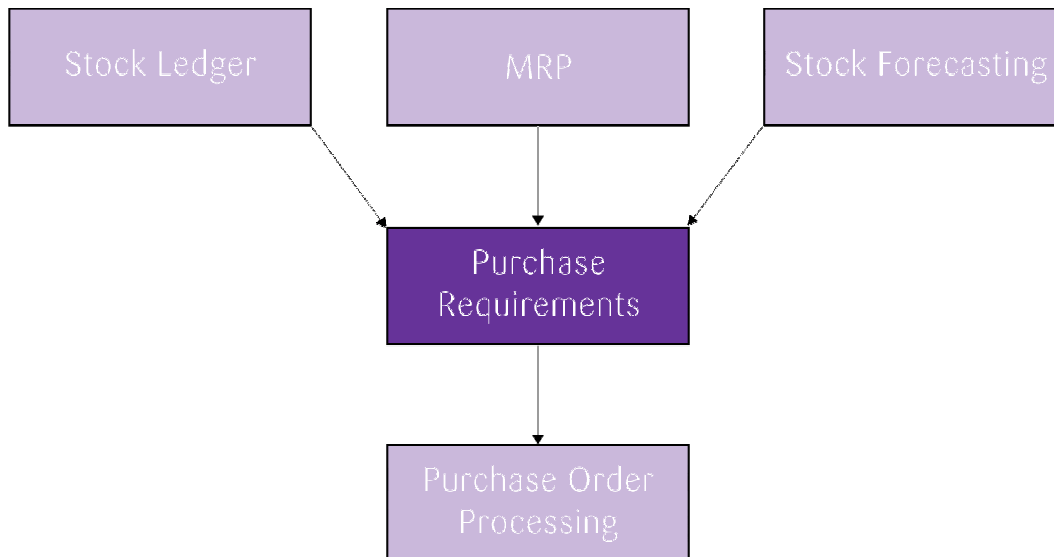 Stock Ledger
MRP
Stock Forecasting
Purchase
Requirements
Purchase Order
Processing